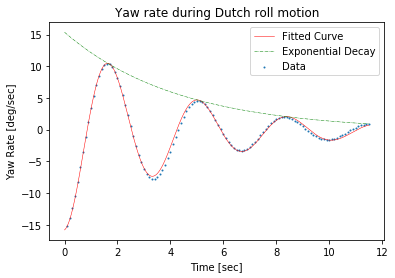 Yaw rate during Dutch roll motion
Fitted Curve
Exponential Decay
Data
Yaw Rate [deg/sec]
15
10
5
0
−5
−10
−15
0
2
4
6
8
10
12
Time [sec]